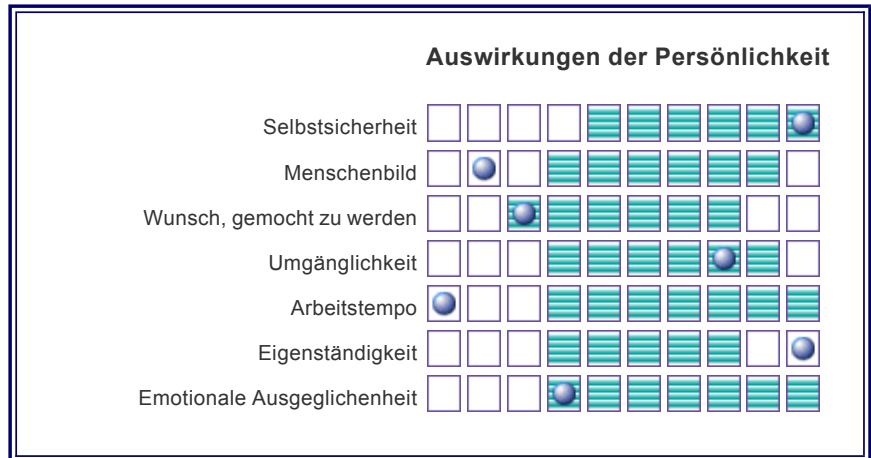 Auswirkungen der Persönlichkeit
Selbstsicherheit
Menschenbild
Wunsch, gemocht zu werden
Umgänglichkeit
Arbeitstempo
Eigenständigkeit
Emotionale Ausgeglichenheit